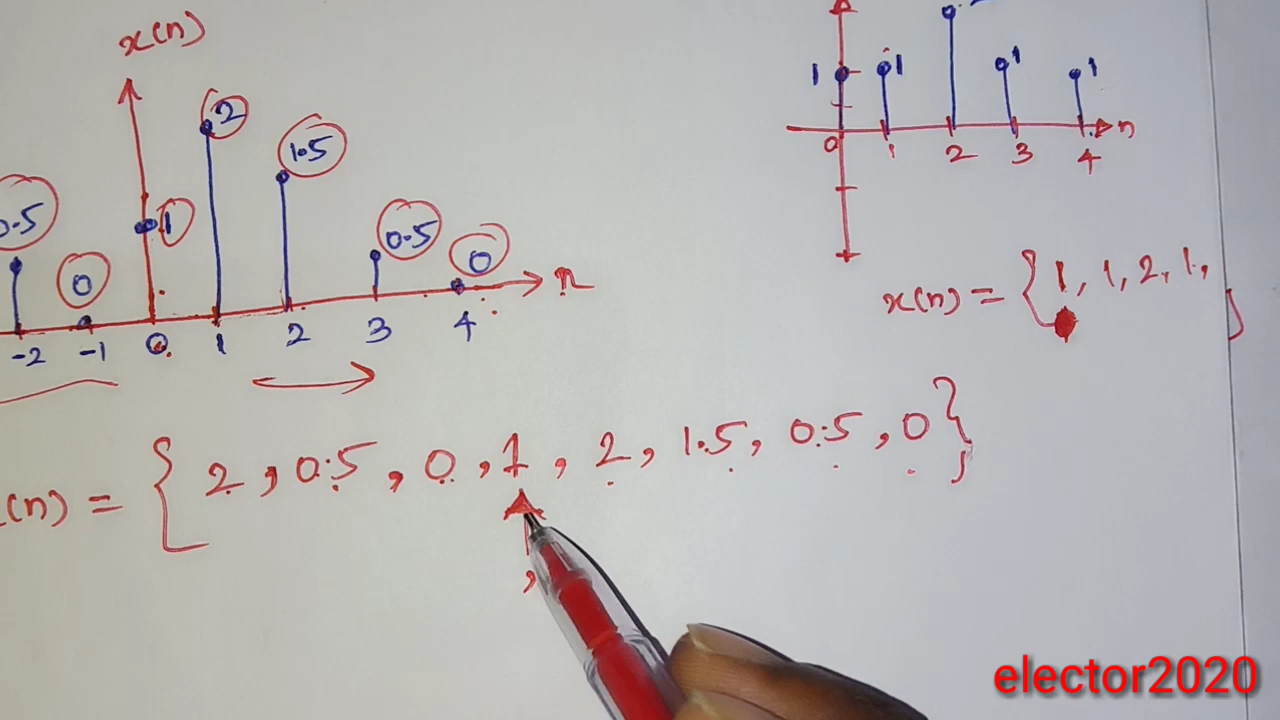 x(n)
2
1.5
0.5
0
1
0.5
0
n
-2 -1 0 1 2 3 4
1 1 1 1
n
0 1 2 3 4
x(n) = { 1, 1, 2, 1, }
(n) = { 2, 0.5, 0, 1, 2, 1.5, 0.5, 0 },
elector2020